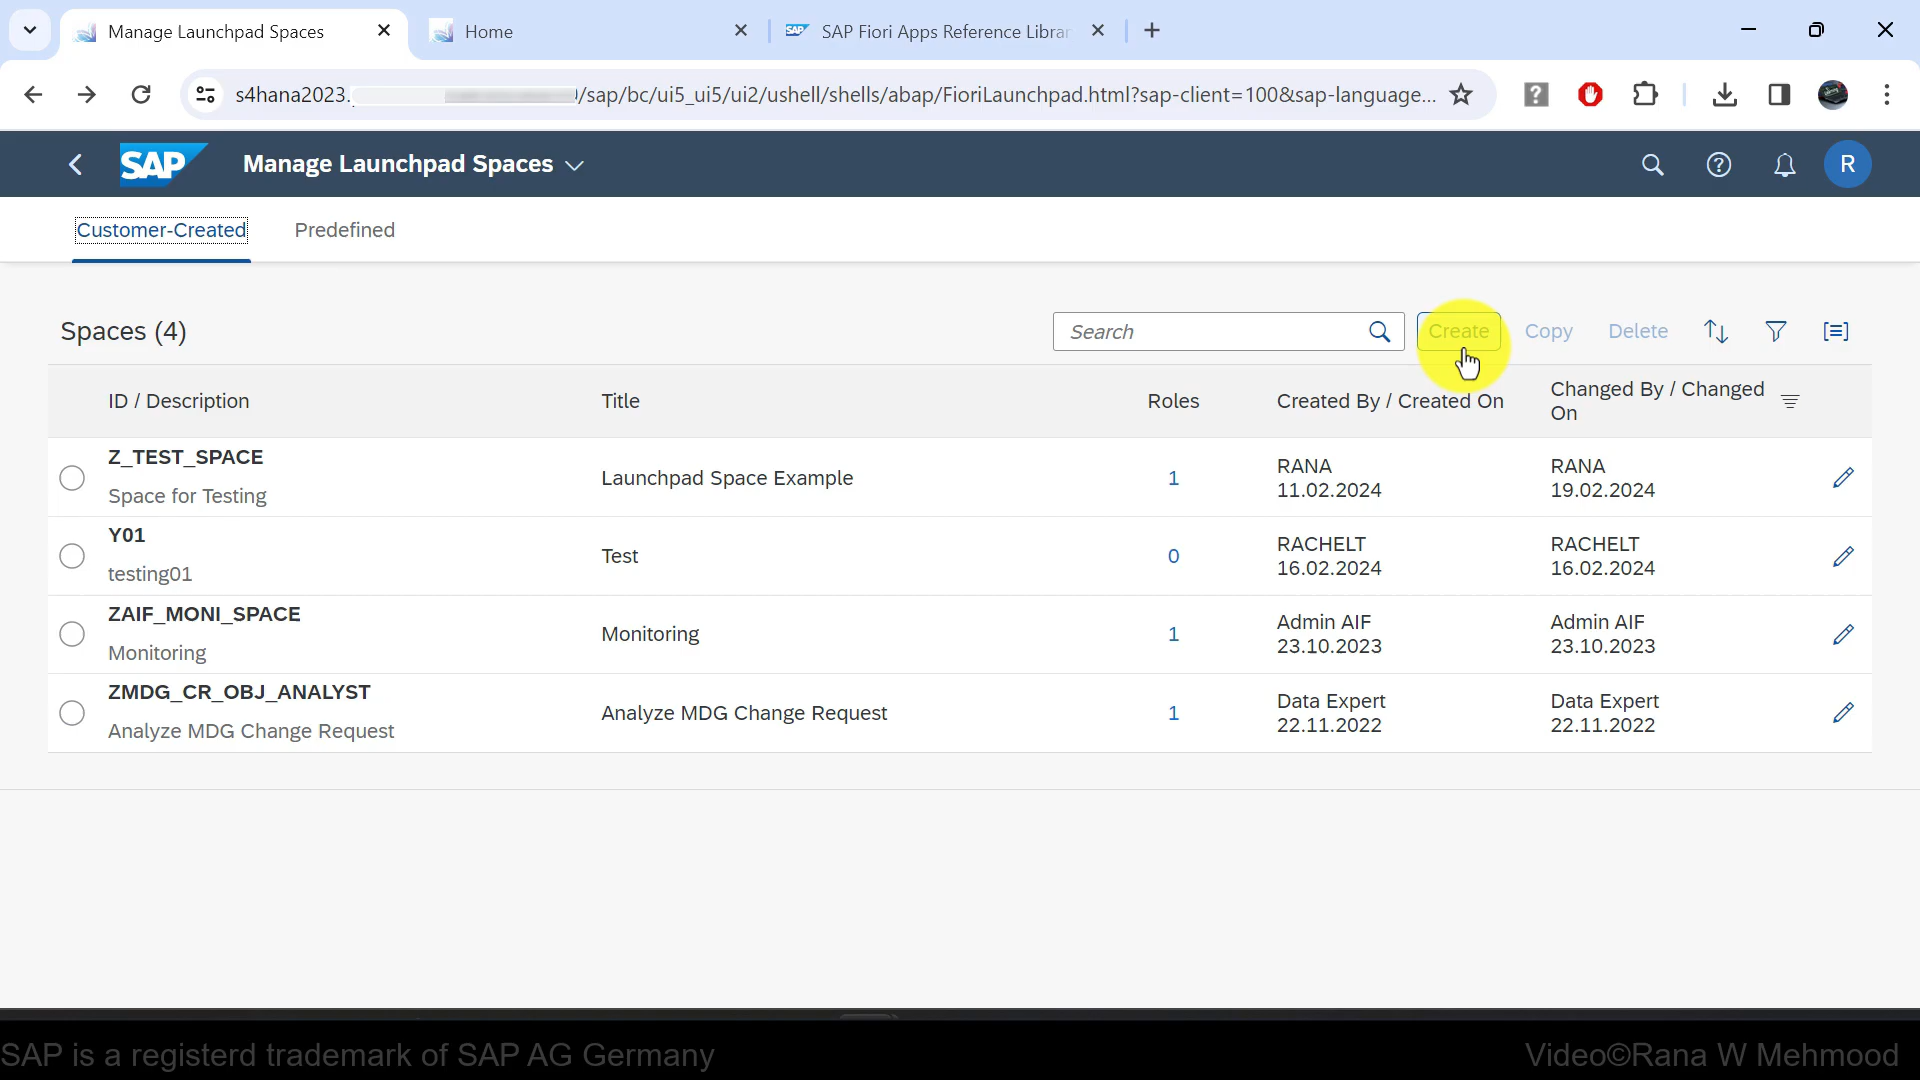 Manage Launchpad Spaces
Home
SAP Fiori Apps Reference Librar
s4hana2023.
/sap/bc/ui5_ui5/ui2/ushell/shells/abap/FioriLaunchpad.html?sap-client=100&sap-language...
SAP
Manage Launchpad Spaces
R
Customer-Created
Predefined
Spaces (4)
Search
Create
Copy
Delete
ID / Description
Title
Roles
Created By / Created On
Changed By / Changed
On
Z_TEST_SPACE
Space for Testing
Launchpad Space Example
1
RANA
11.02.2024
RANA
19.02.2024
Y01
testing01
Test
0
RACHELT
16.02.2024
RACHELT
16.02.2024
ZAIF_MONI_SPACE
Monitoring
Monitoring
1
Admin AIF
23.10.2023
Admin AIF
23.10.2023
ZMDG_CR_OBJ_ANALYST
Analyze MDG Change Request
Analyze MDG Change Request
1
Data Expert
22.11.2022
Data Expert
22.11.2022
SAP is a registerd trademark of SAP AG Germany
Video©Rana W Mehmood